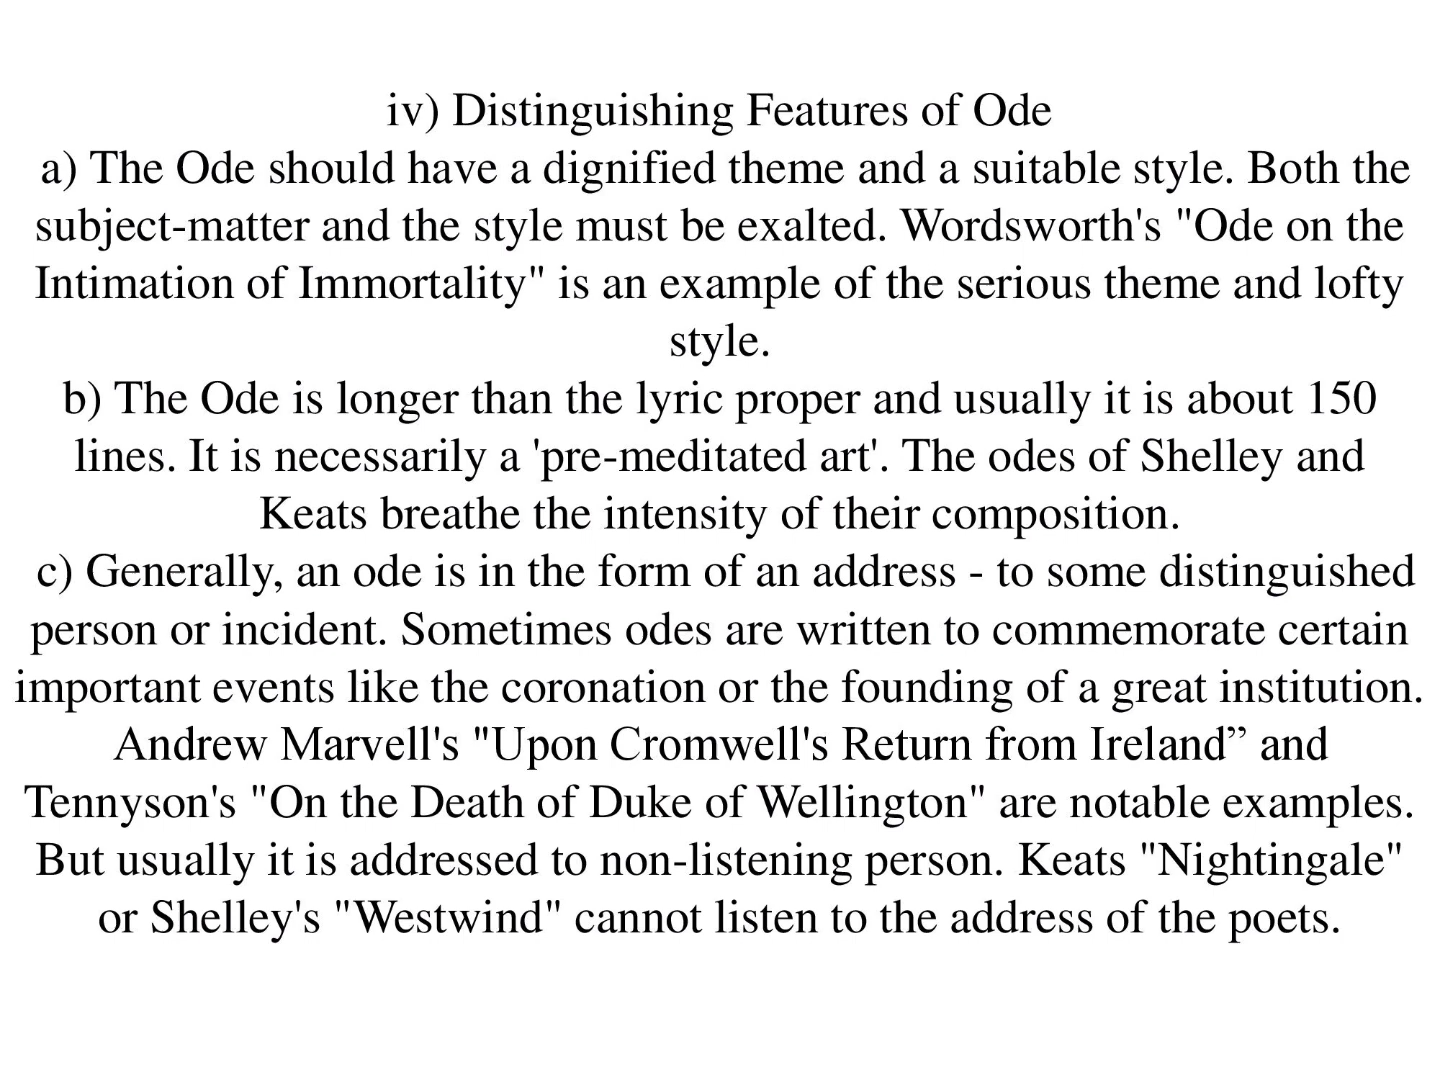 iv) Distinguishing Features of Ode
a) The Ode should have a dignified theme and a suitable style. Both the
subject-matter and the style must be exalted. Wordsworth's "Ode on the
Intimation of Immortality" is an example of the serious theme and lofty
style.
b) The Ode is longer than the lyric proper and usually it is about 150
lines. It is necessarily a 'pre-meditated art'. The odes of Shelley and
Keats breathe the intensity of their composition.
c) Generally, an ode is in the form of an address - to some distinguished
person or incident. Sometimes odes are written to commemorate certain
important events like the coronation or the founding of a great institution.
Andrew Marvell's "Upon Cromwell's Return from Ireland” and
Tennyson's "On the Death of Duke of Wellington" are notable examples.
But usually it is addressed to non-listening person. Keats "Nightingale"
or Shelley's "Westwind" cannot listen to the address of the poets.